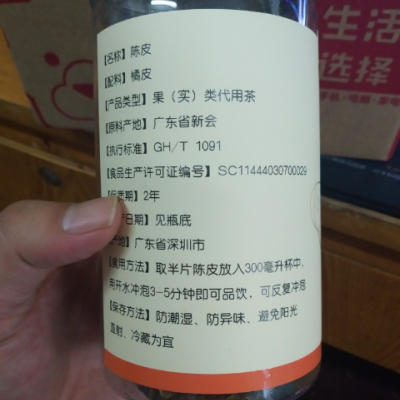 【名称】陈皮
【配料】橘皮
【产品类型】果（实）类代用茶
【原料产地】广东省新会
【执行标准】GH/T 1091
【食品生产许可证编号】SC11444030700029
质期】2年
日期】见瓶底
地】广东省深圳市
【食用方法】取半片陈皮放入300毫升杯中，
用开水冲泡3-5分钟即可品饮，可反复冲泡
【保存方法】防潮湿、防异味、避免阳光
直射，冷藏为宜
生活
选择